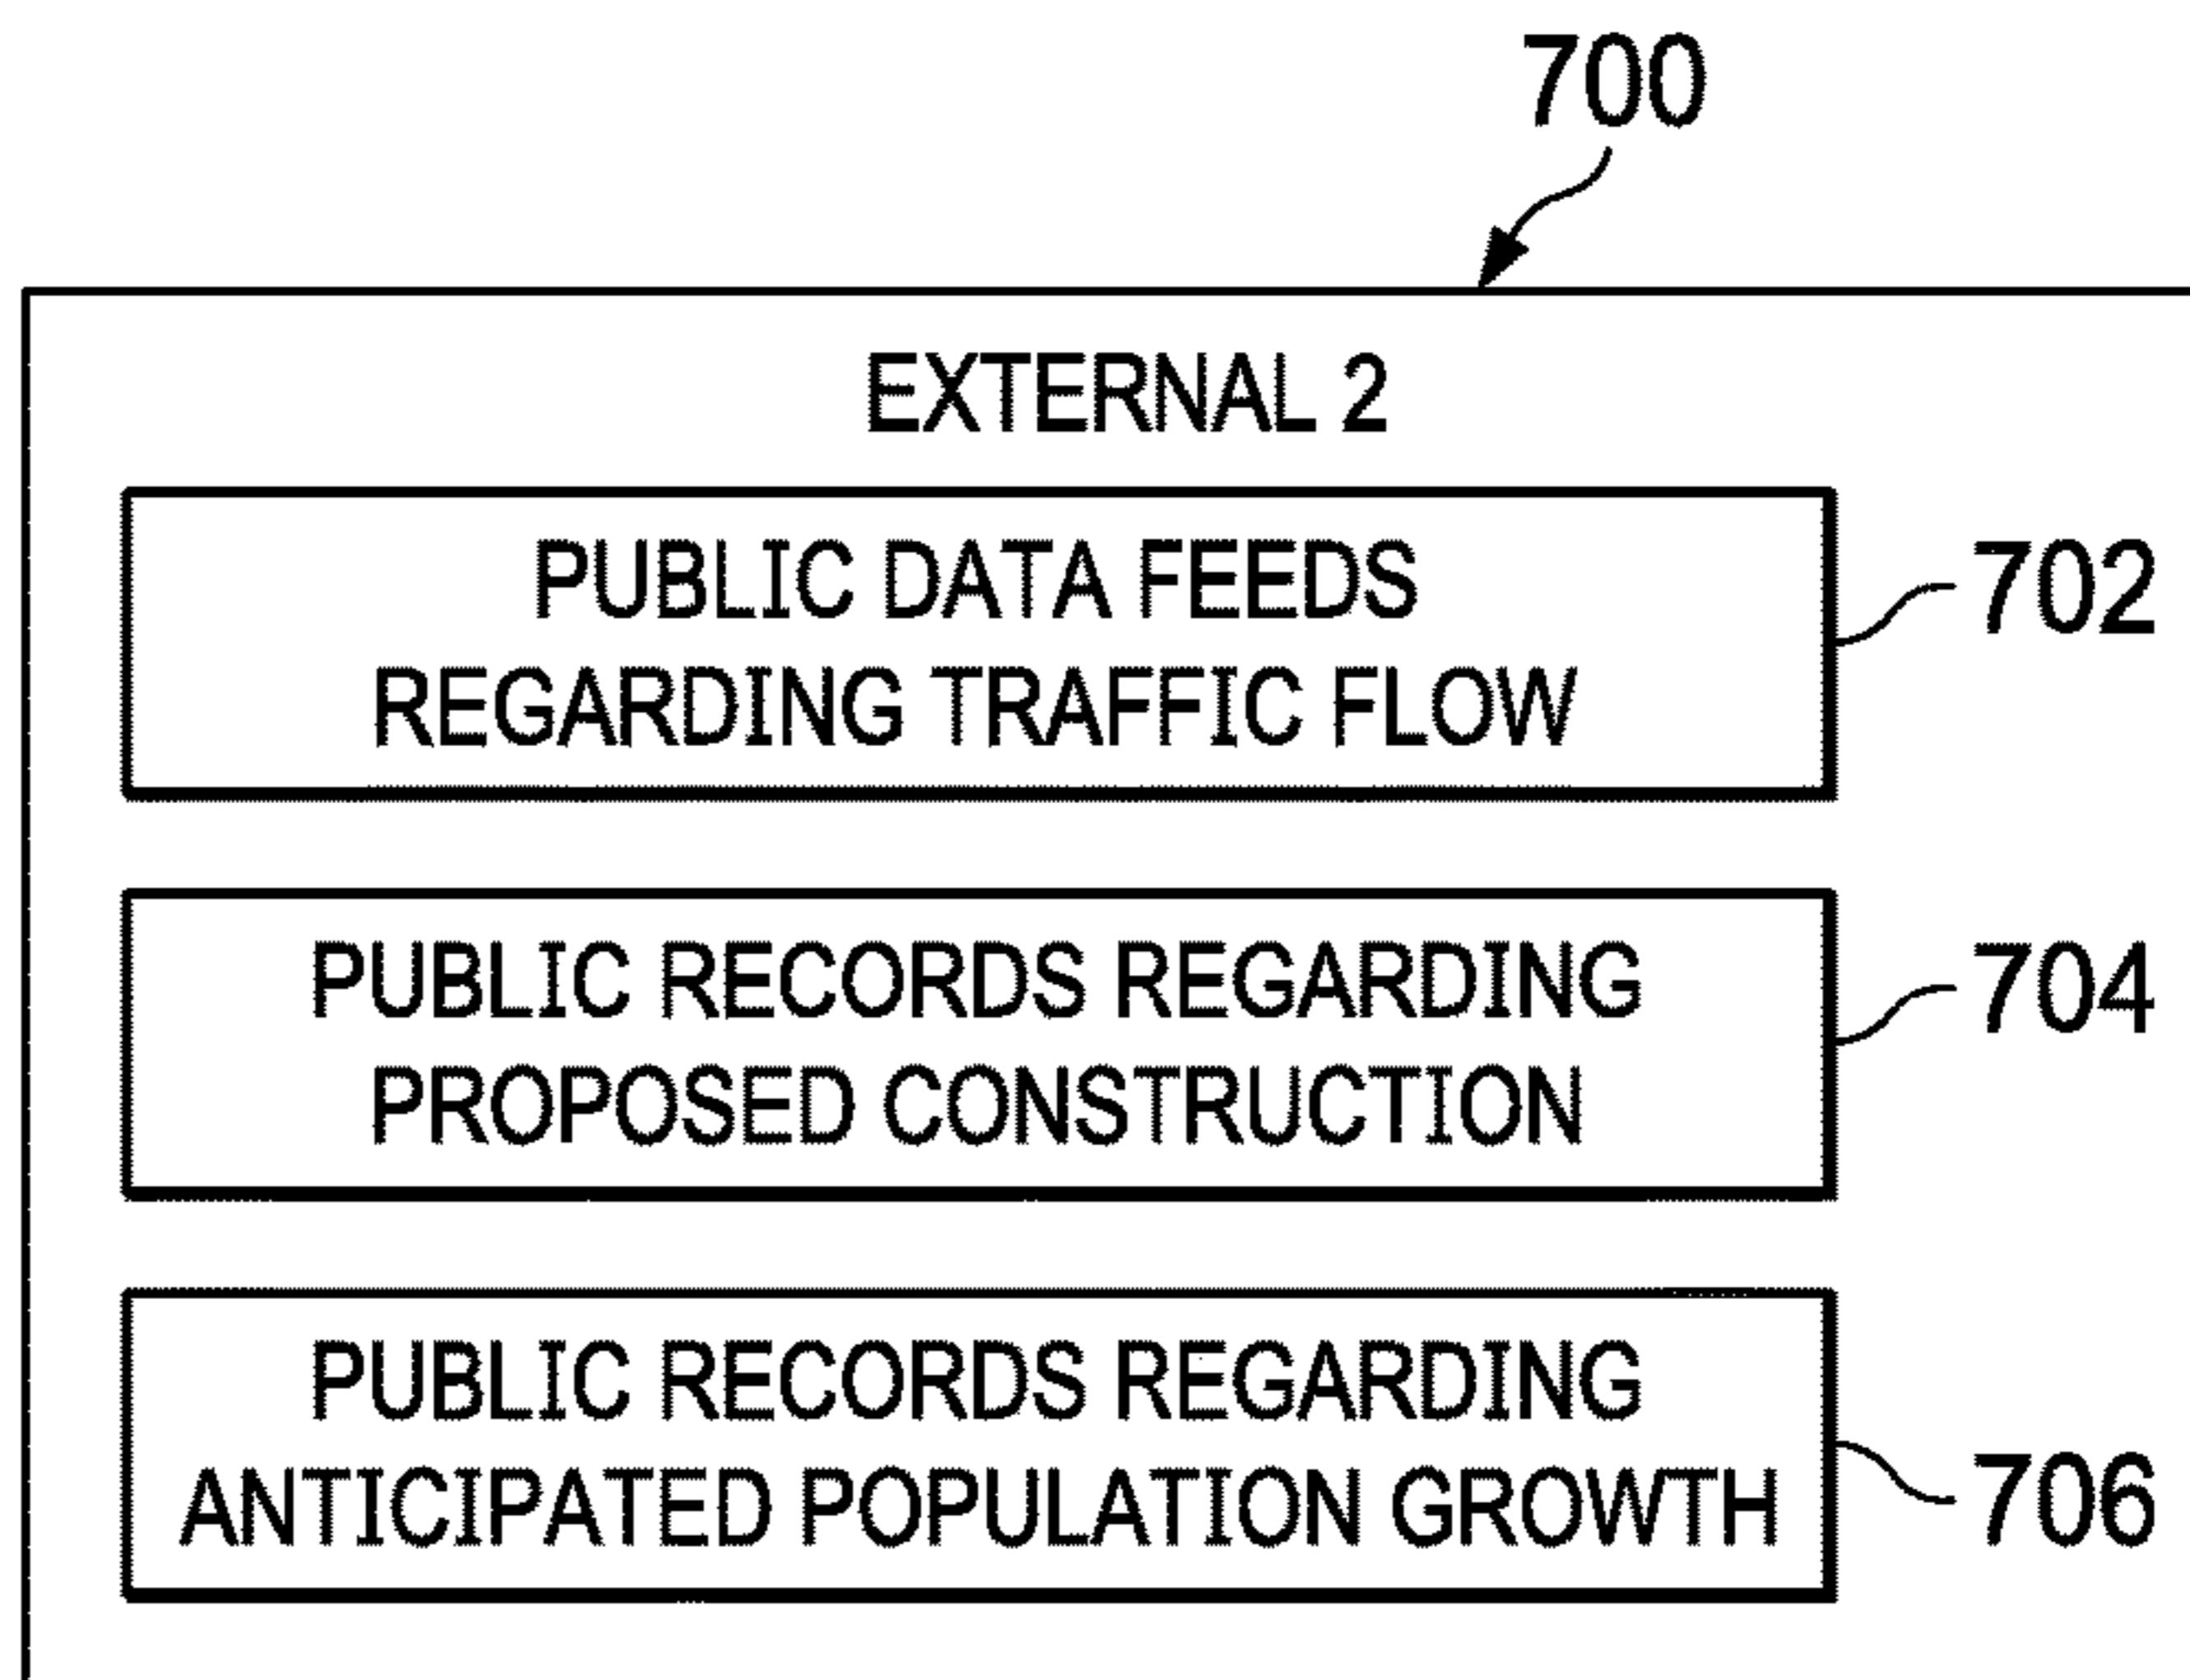 700
EXTERNAL 2
PUBLIC DATA FEEDS
REGARDING TRAFFIC FLOW
702
PUBLIC RECORDS REGARDING
PROPOSED CONSTRUCTION
704
PUBLIC RECORDS REGARDING
ANTICIPATED POPULATION GROWTH
706